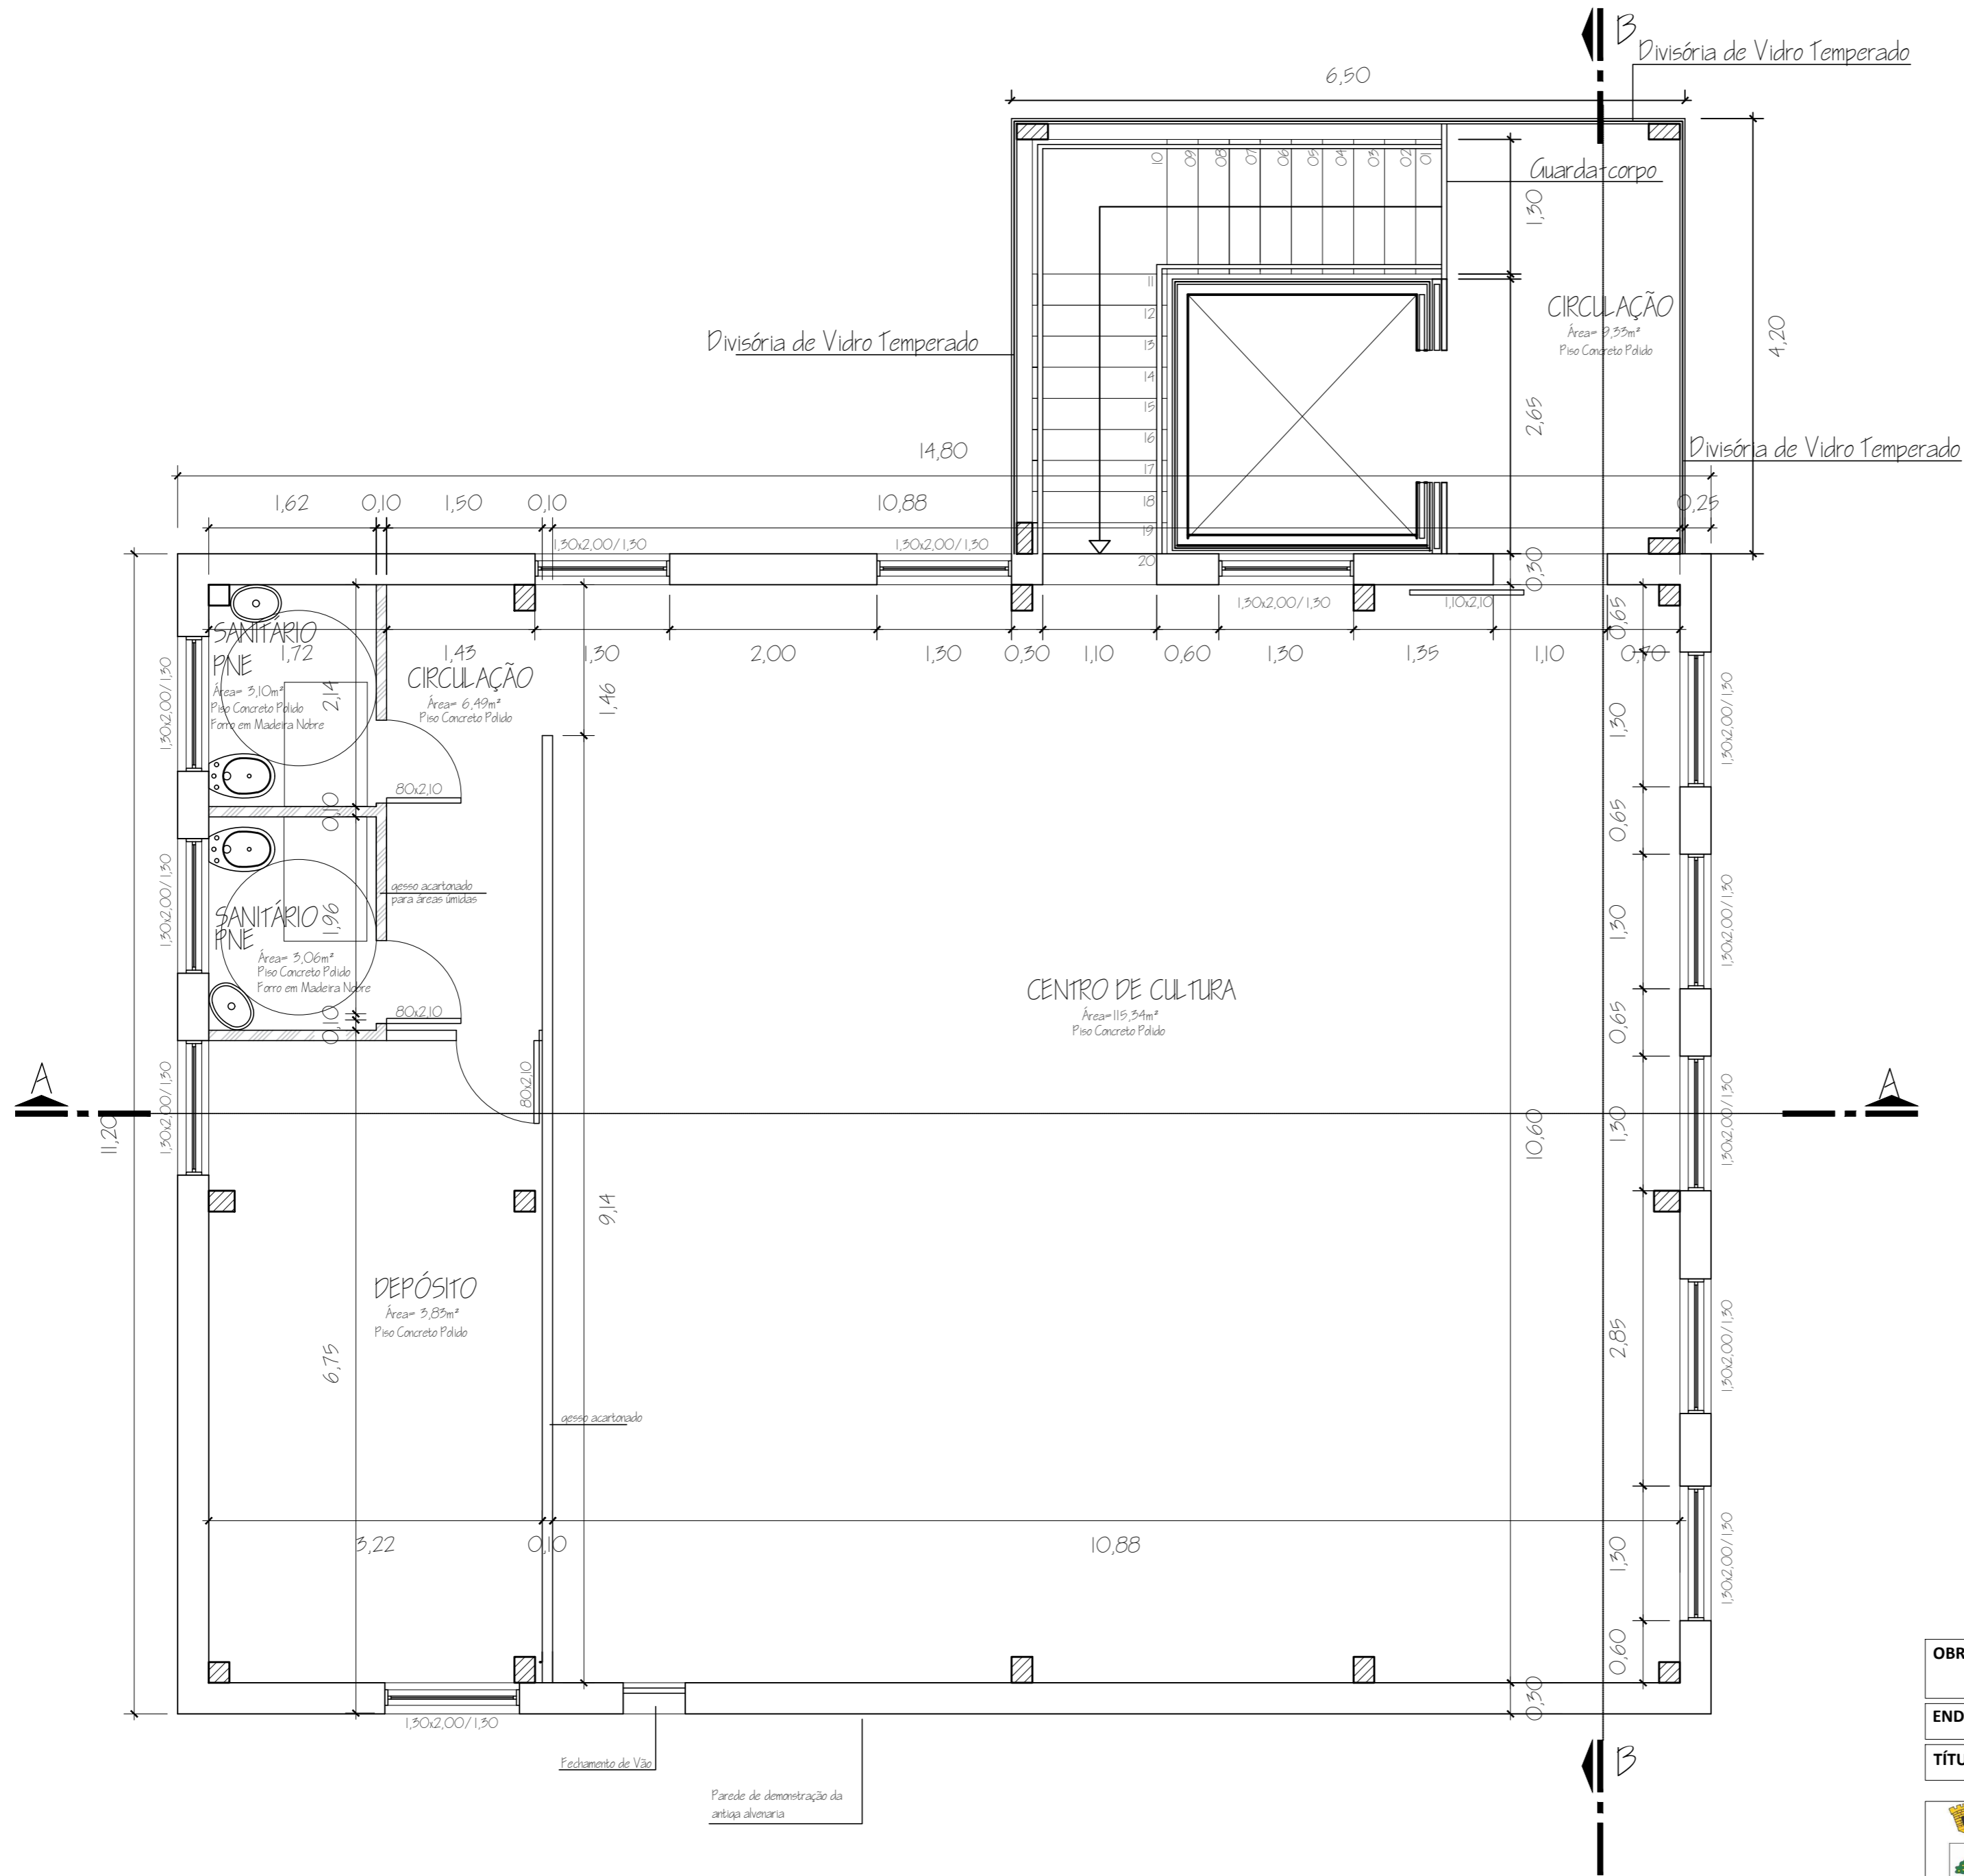 B
Divisória de Vidro Temperado
6,50
10
09
08
07
06
05
04
03
02
01
Guarda-corpo
1,30
11
12
13
14
15
16
17
18
19
20
CIRCULAÇÃO
Área= 9,33m²
Piso Concreto Polido
4,20
2,65
Divisória de Vidro Temperado
Divisória de Vidro Temperado
14,80
1,62
0,10
1,50
0,10
10,88
0,25
1,30x2,00/1,30
1,30x2,00/1,30
0,30
1,30x2,00/1,30
1,10x2,10
0,65
SANITÁRIO
PNE
Área= 3,10m²
Piso Concreto Polido
Forro em Madeira Nobre
1,72
1,43
1,30
2,00
1,30
0,30
1,10
0,60
1,30
1,35
1,10
0,70
CIRCULAÇÃO
Área= 6,49m²
Piso Concreto Polido
2,14
1,46
1,30x2,00/1,30
1,30
1,30x2,00/1,30
80x2,10
0,10
0,65
gesso acartonado
para áreas úmidas
1,30x2,00/1,30
SANITÁRIO
PNE
Área= 3,06m²
Piso Concreto Polido
Forro em Madeira Nobre
1,96
1,30
1,30x2,00/1,30
80x2,10
0,10
CENTRO DE CULTURA
Área=115,34m²
Piso Concreto Polido
0,65
A
11,20
1,30x2,00/1,30
80x2,10
10,60
1,30
1,30x2,00/1,30
A
9,14
DEPÓSITO
Área= 3,83m²
Piso Concreto Polido
6,75
2,85
1,30x2,00/1,30
gesso acartonado
3,22
0,10
10,88
1,30
1,30x2,00/1,30
0,60
0,30
1,30x2,00/1,30
Fechamento de Vão
Parede de demonstração da
antiga alvenaria
B
OBR
END
TÍTU